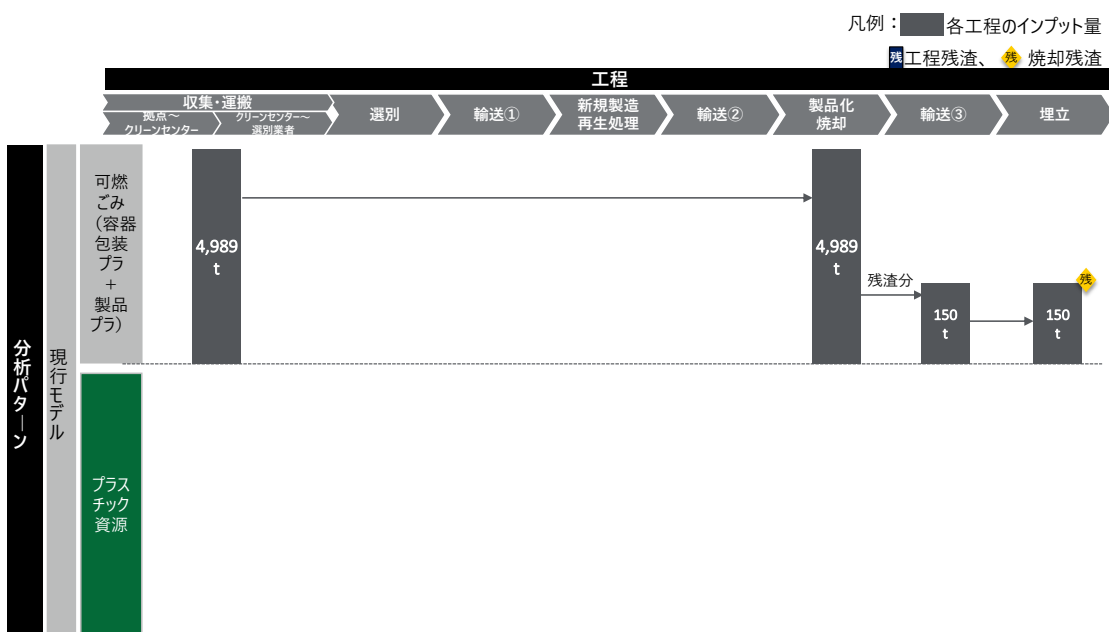 凡例：各工程のインプット量
残工程残渣、残焼却残渣
工程
収集・運搬
拠点～
クリーンセンター
クリーンセンター～
選別業者
選別
輸送①
新規製造
再生処理
輸送②
製品化
焼却
輸送③
埋立
分析パターン
現行モデル
可燃
ごみ
（容器
包装
プラ
+
製品
プラ）
4,989
t
4,989
t
残渣分
150
t
150
t
残
プラス
チック
資源